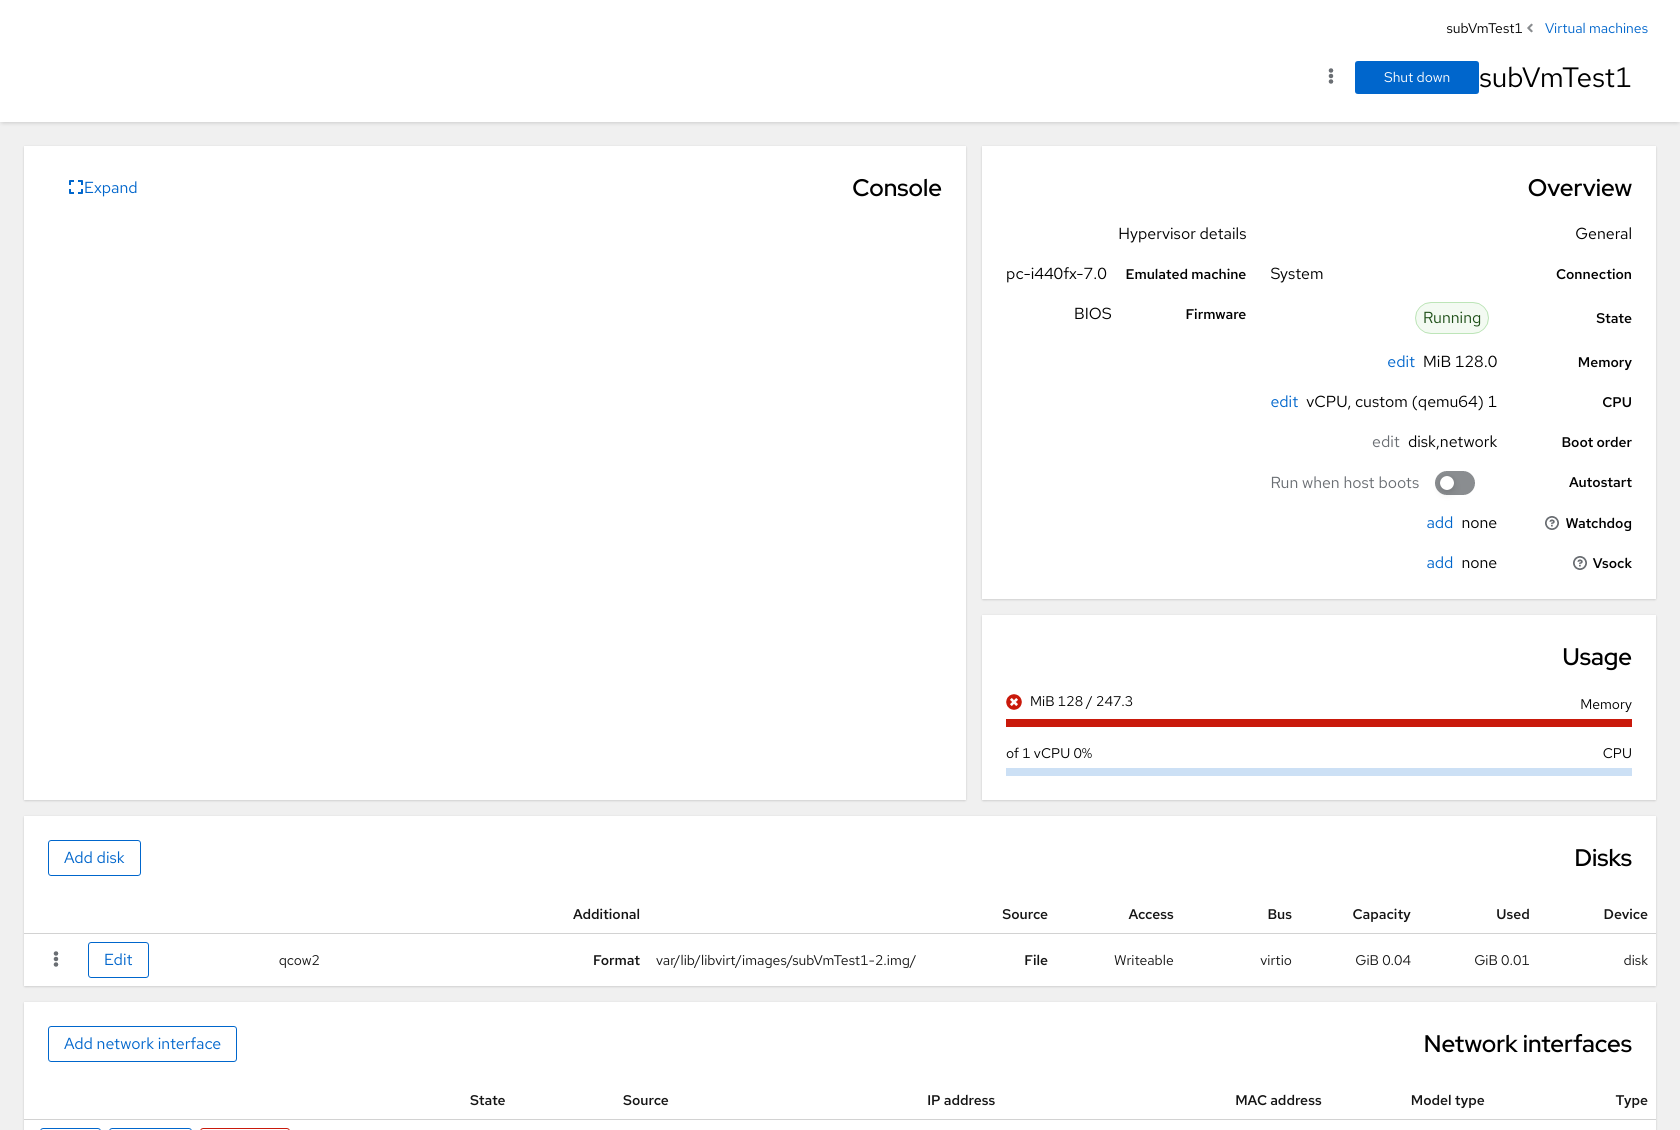 Virtual machines
subVmTest1
subVmTest1
Shut down
Overview
General
Connection System
State Running
Memory MiB 128.0 edit
CPU vCPU, custom (qemu64) 1 edit
Boot order disk,network edit
Autostart Run when host boots
Watchdog none add
Vsock none add
Hypervisor details
Emulated machine pc-i440fx-7.0
Firmware BIOS
Console
Expand
Usage
Memory MiB 128 / 247.3
CPU of 1 vCPU 0%
Disks
Add disk
Device Used Capacity Bus Access Source Additional
disk GiB 0.01 GiB 0.04 virtio Writeable File var/lib/libvirt/images/subVmTest1-2.img/ Format qcow2 Edit
Network interfaces
Add network interface
Type Model type MAC address IP address Source State